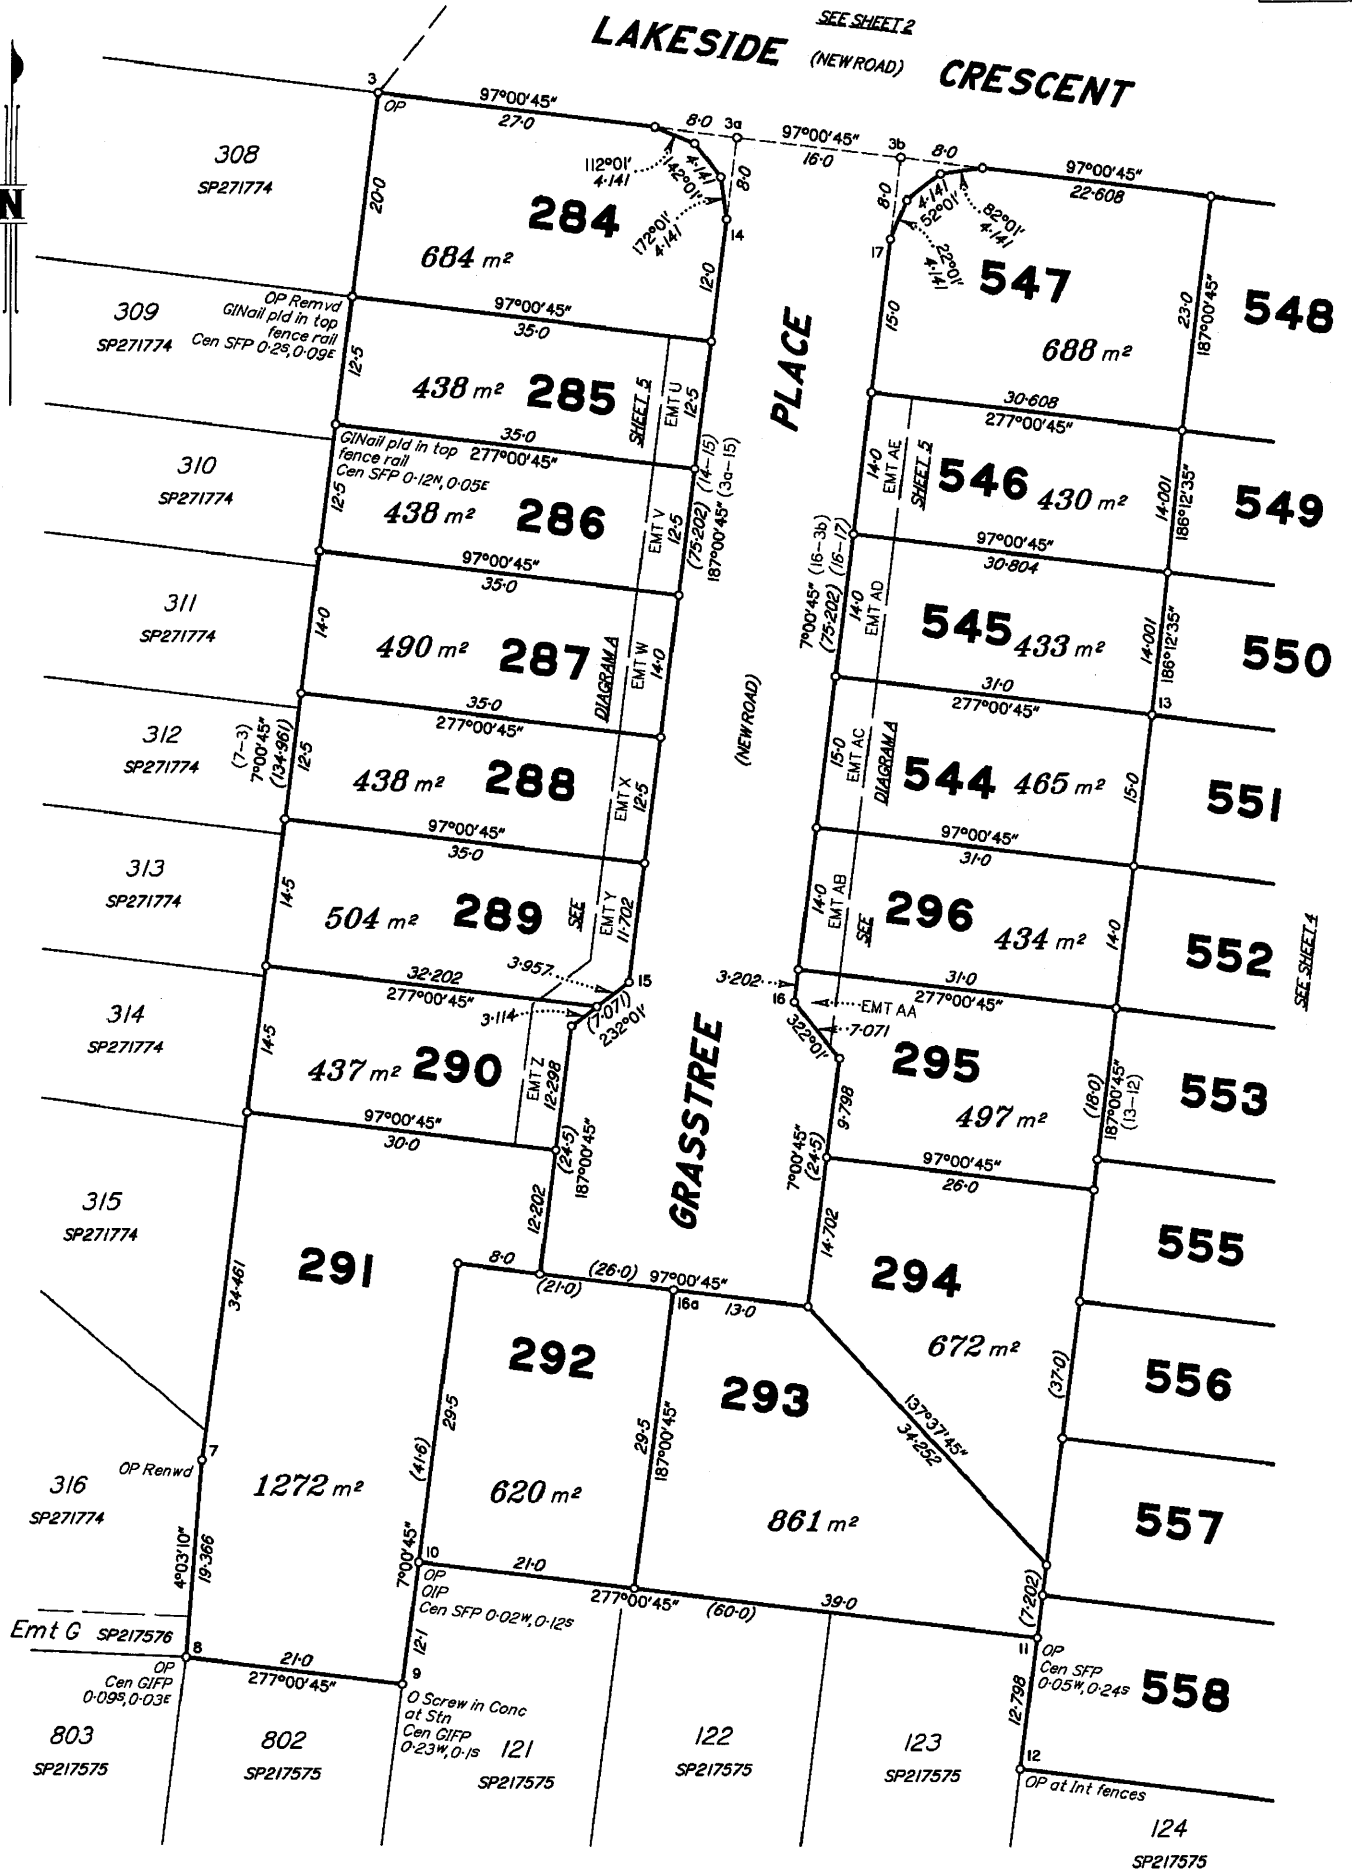 SEE SHEET 2
LAKESIDE (NEW ROAD) CRESCENT
N
3
OP
97°00'45"
27·0
8·0
3a
97°00'45"
16·0
3b
8·0
97°00'45"
22·608
308
SP271774
20·0
112°01'
4·141
142°01'
4·141
172°01'
4·141
8·0
14
284
684 m²
12·0
8·0
17
4·141
52°01'
82°01'
4·141
22°01'
4·141
547
688 m²
15·0
23·0
187°00'45"
548
309
SP271774
OP Remvd
GINail pld in top
fence rail
Cen SFP 0·2S,0·09E
97°00'45"
35·0
12·5
438 m²
285
SHEET 5
EMT U
12·5
PLACE
30·608
277°00'45"
310
SP271774
35·0
277°00'45"
GINail pld in top
fence rail
Cen SFP 0·12N,0·05E
12·5
438 m²
286
EMT V
12·5
(75·202) (14-15)
187°00'45" (3a-15)
14·0
EMT AE
SHEET 5
546
430 m²
14·001
186°12'35"
549
311
SP271774
97°00'45"
35·0
14·0
490 m²
287
DIAGRAM A
EMT W
14·0
7°00'45" (16-3b)
(75·202) (16-17)
97°00'45"
30·804
14·0
EMT AD
545
433 m²
14·001
186°12'35"
550
312
SP271774
(7-3)
7°00'45"
(134·961)
35·0
277°00'45"
12·5
438 m²
288
EMT X
12·5
(NEW ROAD)
31·0
277°00'45"
13
15·0
EMT AC
DIAGRAM A
544
465 m²
15·0
551
313
SP271774
97°00'45"
35·0
14·5
504 m²
289
SEE
EMT Y
11·702
97°00'45"
31·0
14·0
EMT AB
SEE
296
434 m²
14·0
552
SEE SHEET 4
314
SP271774
32·202
277°00'45"
3·957
15
3·114
(7·071)
232°01'
14·5
437 m²
290
EMT Z
12·298
3·202
16
31·0
277°00'45"
EMT AA
7·071
322°01'
295
497 m²
9·798
(18·0)
187°00'45"
(13-12)
553
GRASSTREE
315
SP271774
97°00'45"
30·0
(24·5)
187°00'45"
12·202
7°00'45"
(24·5)
97°00'45"
26·0
14·702
291
34·461
8·0
(21·0)
(26·0)
97°00'45"
16a
13·0
294
672 m²
555
292
293
137°37'45"
34·252
(37·0)
556
29·5
(41·6)
29·5
187°00'45"
7
OP Renwd
316
SP271774
1272 m²
620 m²
861 m²
557
4°03'10"
19·366
7°00'45"
10
OP
OIP
Cen SFP 0·02W,0·12S
21·0
277°00'45"
(60·0)
39·0
(7·202)
Emt G SP217576
8
12·1
11
OP
Cen SFP
0·05W,0·24S
558
OP
Cen GIFP
0·09S,0·03E
21·0
277°00'45"
9
O Screw in Conc
at Stn
Cen GIFP
0·23W,0·1S
12·798
803
SP217575
802
SP217575
121
SP217575
122
SP217575
123
SP217575
12
OP at Int fences
124
SP217575